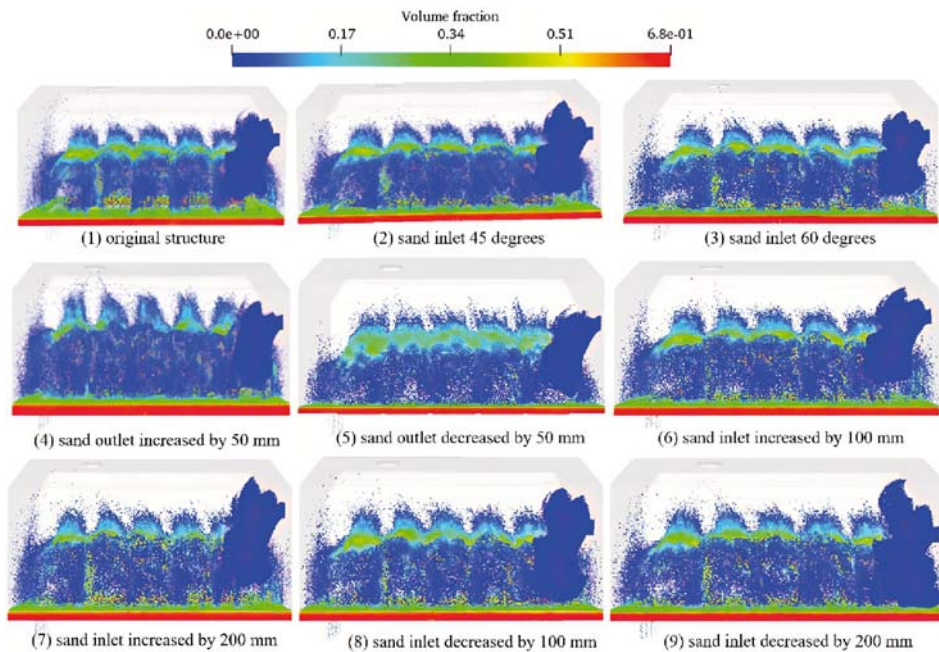 Volume fraction
0.0e+00 0.17 0.34 0.51 6.8e-01
(1) original structure
(2) sand inlet 45 degrees
(3) sand inlet 60 degrees
(4) sand outlet increased by 50 mm
(5) sand outlet decreased by 50 mm
(6) sand inlet increased by 100 mm
(7) sand inlet increased by 200 mm
(8) sand inlet decreased by 100 mm
(9) sand inlet decreased by 200 mm